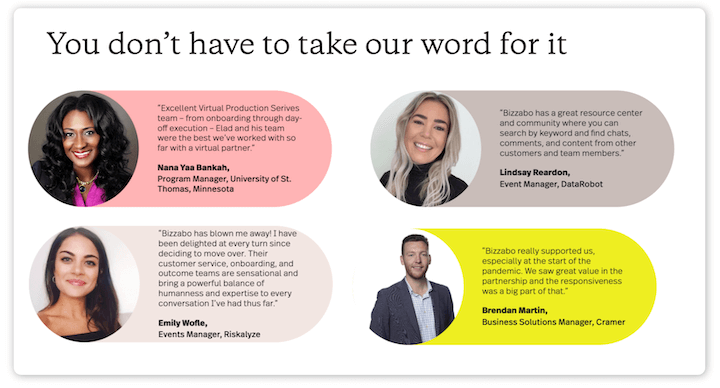 You don’t have to take our word for it
“Excellent Virtual Production Serives
team – from onboarding through day-
off execution – Elad and his team
were the best we’ve worked with so
far with a virtual partner.”
Nana Yaa Bankah,
Program Manager, University of St.
Thomas, Minnesota
“Bizzabo has a great resource center
and community where you can
search by keyword and find chats,
comments, and content from other
customers and team members.”
Lindsay Reardon,
Event Manager, DataRobot
“Bizzabo has blown me away! I have
been delighted at every turn since
deciding to move over. Their
customer service, onboarding, and
outcome teams are sensational and
bring a powerful balance of
humanness and expertise to every
conversation I’ve had thus far.”
Emily Wofle,
Events Manager, Riskalyze
“Bizzabo really supported us,
especially at the start of the
pandemic. We saw great value in the
partnership and the responsiveness
was a big part of that.”
Brendan Martin,
Business Solutions Manager, Cramer